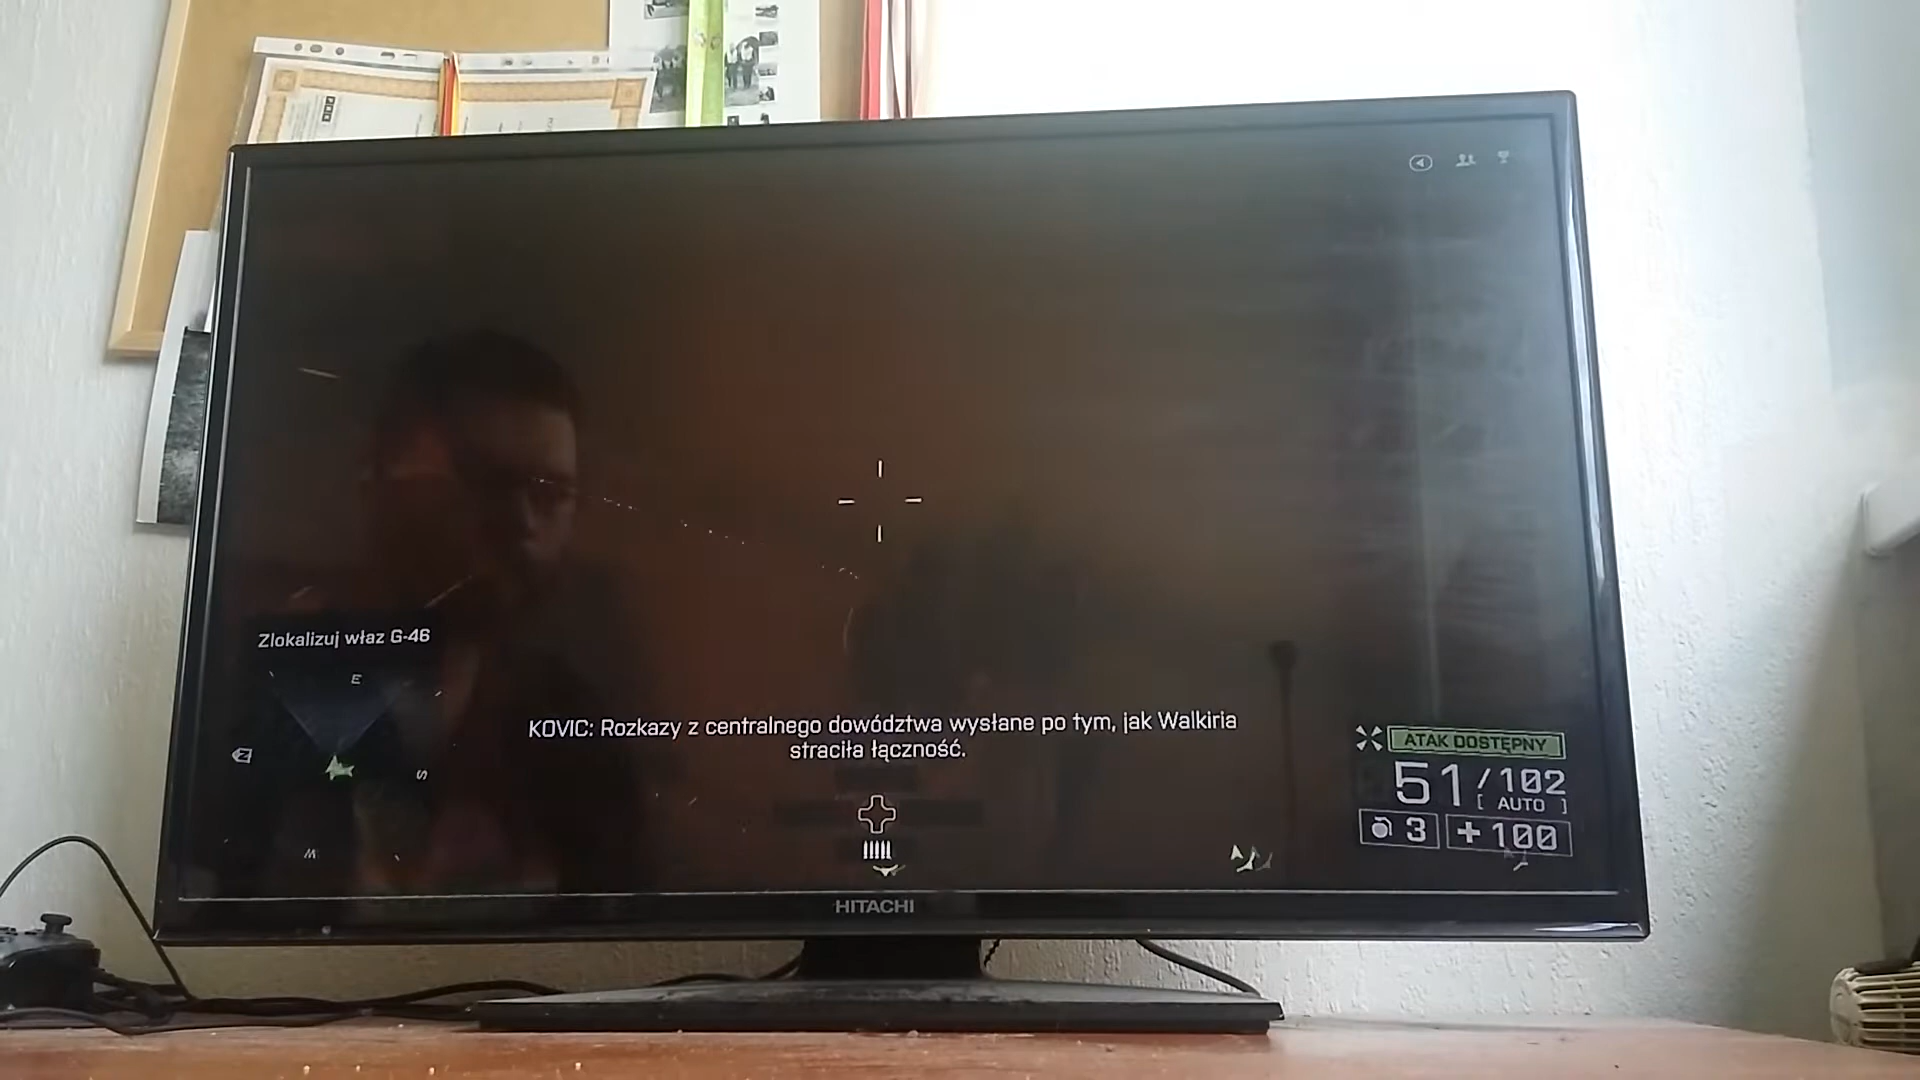 Zlokalizuj właz G-46
E
N
S
W
KOVIC: Rozkazy z centralnego dowództwa wysłane po tym, jak Walkiria
straciła łączność.
ATAK DOSTĘPNY
51/102
[ AUTO ]
3
+100
HITACHI